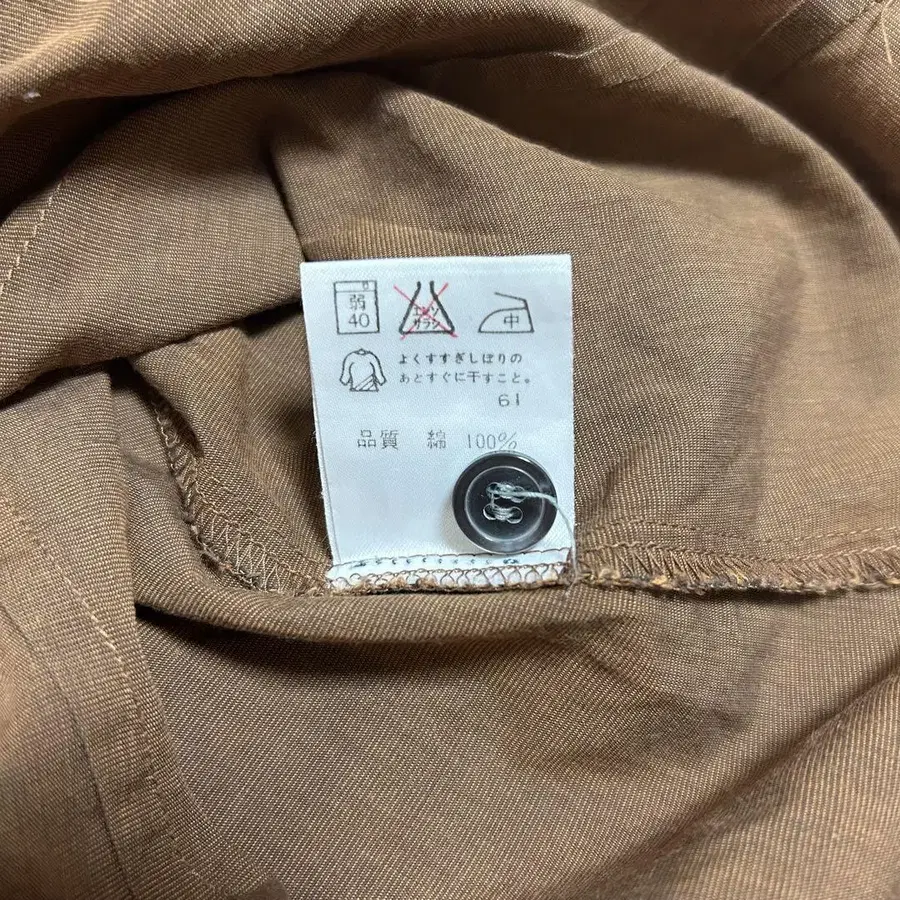 弱
40
エンソ
サラシ
中
よくすすぎしぼりの
あとすぐに干すこと。
61
品質 綿 100%